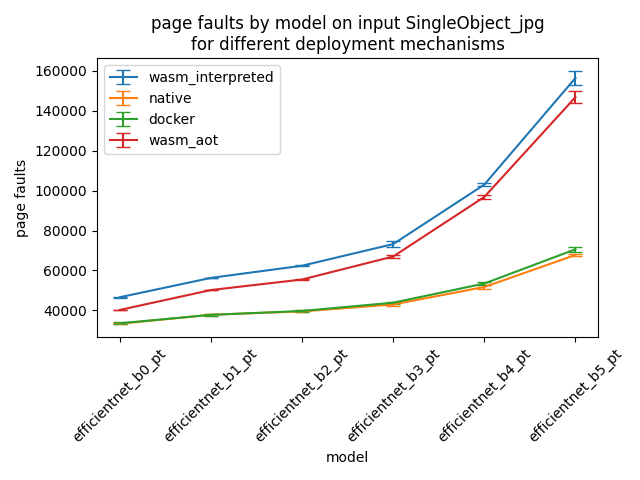 page faults by model on input SingleObject_jpg
for different deployment mechanisms
wasm_interpreted
native
docker
wasm_aot
page faults
160000
140000
120000
100000
80000
60000
40000
efficientnet_b0_pt
efficientnet_b1_pt
efficientnet_b2_pt
efficientnet_b3_pt
efficientnet_b4_pt
efficientnet_b5_pt
model